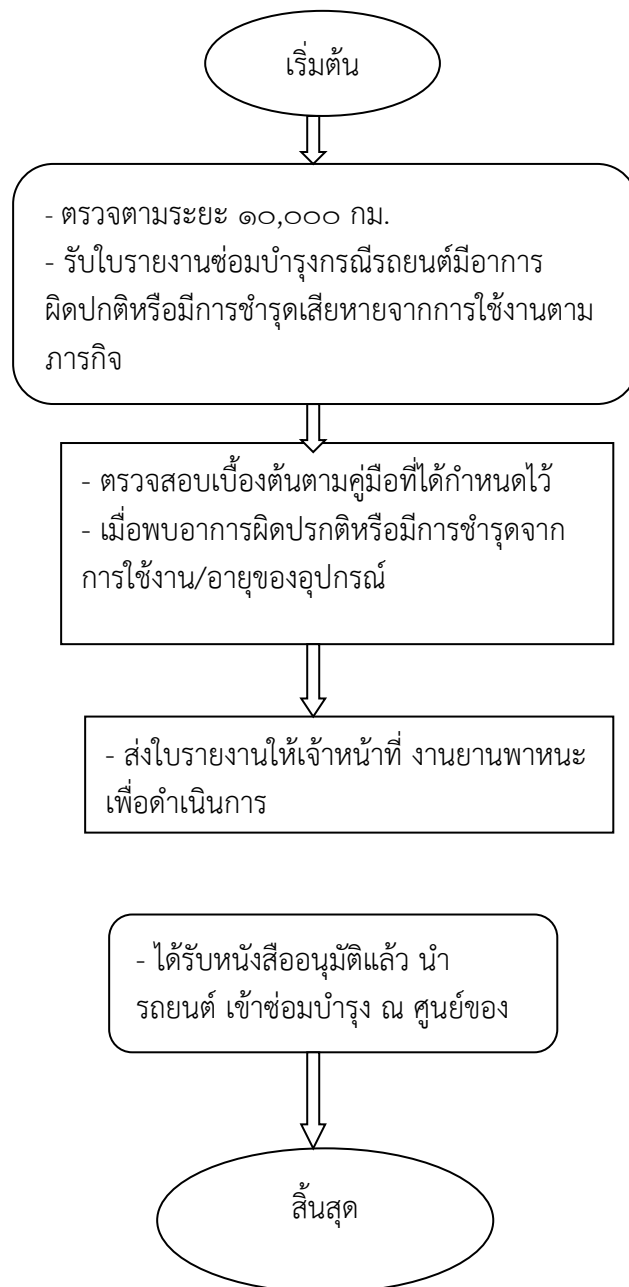 เริ่มต้น
- ตรวจตามระยะ ๑๐,๐๐๐ กม.
- รับใบรายงานซ่อมบำรุงกรณีรถยนต์มีอาการ
ผิดปกติหรือมีการชำรุดเสียหายจากการใช้งานตาม
ภารกิจ
- ตรวจสอบเบื้องต้นตามคู่มือที่ได้กำหนดไว้
- เมื่อพบอาการผิดปรกติหรือมีการชำรุดจาก
การใช้งาน/อายุของอุปกรณ์
- ส่งใบรายงานให้เจ้าหน้าที่ งานยานพาหนะ
เพื่อดำเนินการ
- ได้รับหนังสืออนุมัติแล้ว นำ
รถยนต์ เข้าซ่อมบำรุง ณ ศูนย์ของ
สิ้นสุด